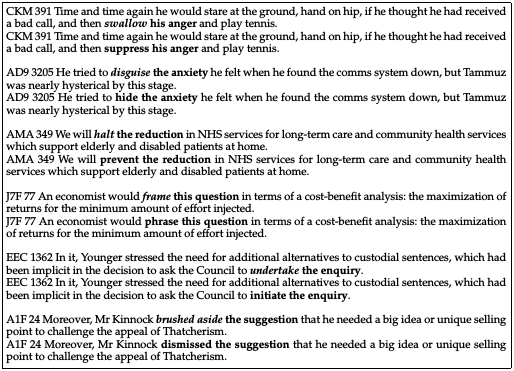 CKM 391 Time and time again he would stare at the ground, hand on hip, if he thought he had received
a bad call, and then swallow his anger and play tennis.
CKM 391 Time and time again he would stare at the ground, hand on hip, if he thought he had received
a bad call, and then suppress his anger and play tennis.
AD9 3205 He tried to disguise the anxiety he felt when he found the comms system down, but Tammuz
was nearly hysterical by this stage.
AD9 3205 He tried to hide the anxiety he felt when he found the comms system down, but Tammuz
was nearly hysterical by this stage.
AMA 349 We will halt the reduction in NHS services for long-term care and community health services
which support elderly and disabled patients at home.
AMA 349 We will prevent the reduction in NHS services for long-term care and community health
services which support elderly and disabled patients at home.
J7F 77 An economist would frame this question in terms of a cost-benefit analysis: the maximization of
returns for the minimum amount of effort injected.
J7F 77 An economist would phrase this question in terms of a cost-benefit analysis: the maximization
of returns for the minimum amount of effort injected.
EEC 1362 In it, Younger stressed the need for additional alternatives to custodial sentences, which had
been implicit in the decision to ask the Council to undertake the enquiry.
EEC 1362 In it, Younger stressed the need for additional alternatives to custodial sentences, which had
been implicit in the decision to ask the Council to initiate the enquiry.
A1F 24 Moreover, Mr Kinnock brushed aside the suggestion that he needed a big idea or unique selling
point to challenge the appeal of Thatcherism.
A1F 24 Moreover, Mr Kinnock dismissed the suggestion that he needed a big idea or unique selling
point to challenge the appeal of Thatcherism.